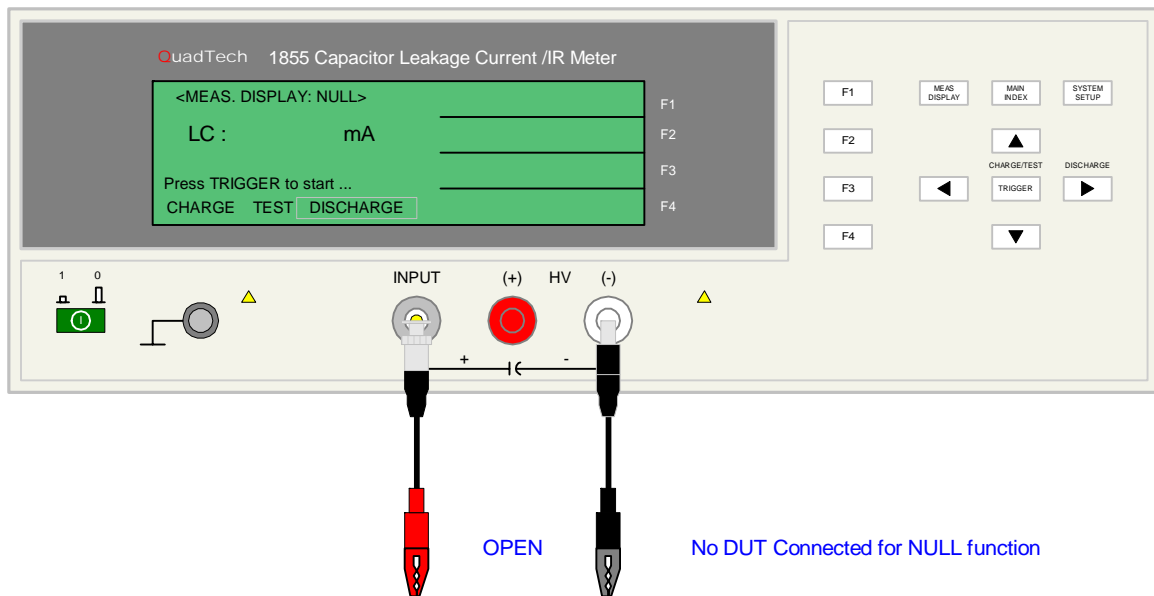 QuadTech 1855 Capacitor Leakage Current /IR Meter
<MEAS. DISPLAY: NULL>
LC : mA
Press TRIGGER to start ...
CHARGE TEST DISCHARGE
F1
F2
F3
F4
F1
MEAS DISPLAY
MAIN INDEX
SYSTEM SETUP
F2
CHARGE/TEST
DISCHARGE
F3
TRIGGER
F4
1 0
INPUT (+) HV (-)
+ -
OPEN
No DUT Connected for NULL function